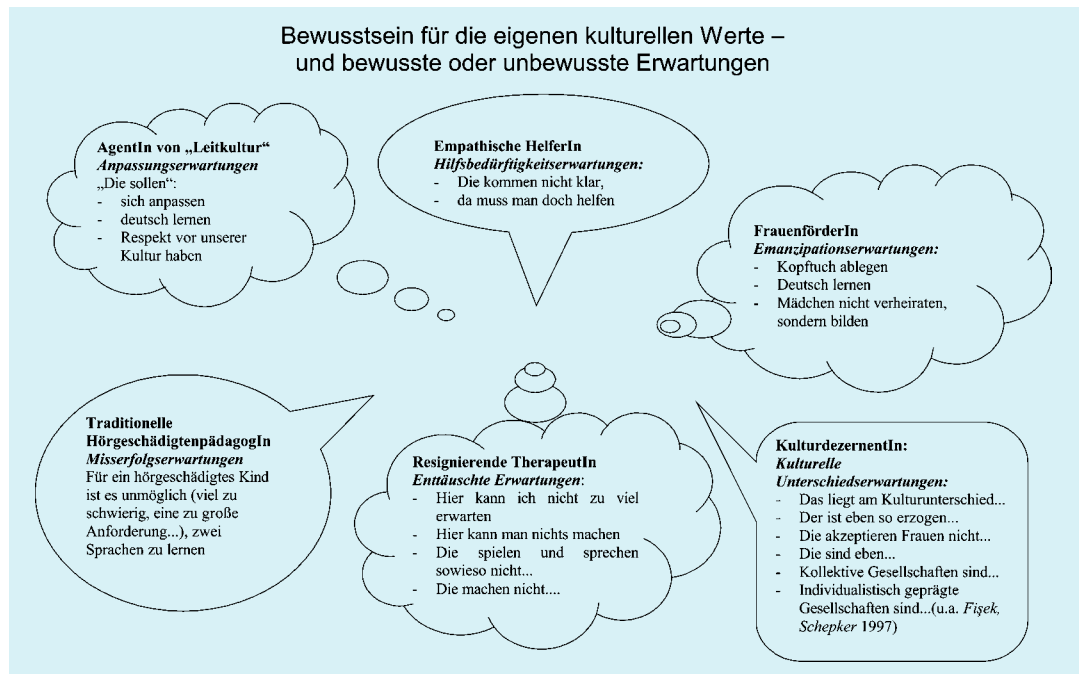 Bewusstsein für die eigenen kulturellen Werte –
und bewusste oder unbewusste Erwartungen
AgentIn von „Leitkultur“
Anpassungserwartungen
„Die sollen“:
- sich anpassen
- deutsch lernen
- Respekt vor unserer
Kultur haben
Empathische HelferIn
Hilfsbedürftigkeitserwartungen:
- Die kommen nicht klar,
- da muss man doch helfen
FrauenförderIn
Emanzipationserwartungen:
- Kopftuch ablegen
- Deutsch lernen
- Mädchen nicht verheiraten,
sondern bilden
Traditionelle
HörgeschädigtenpädagogIn
Misserfolgserwartungen
Für ein hörgeschädigtes Kind
ist es unmöglich (viel zu
schwierig, eine zu große
Anforderung...), zwei
Sprachen zu lernen
Resignierende TherapeutIn
Enttäuschte Erwartungen:
- Hier kann ich nicht zu viel
erwarten
- Hier kann man nichts machen
- Die spielen und sprechen
sowieso nicht...
- Die machen nicht....
KulturdezernentIn:
Kulturelle
Unterschiedserwartungen:
- Das liegt am Kulturunterschied...
- Der ist eben so erzogen...
- Die akzeptieren Frauen nicht...
- Die sind eben...
- Kollektive Gesellschaften sind...
- Individualistisch geprägte
Gesellschaften sind...(u.a. Fişek,
Schepker 1997)